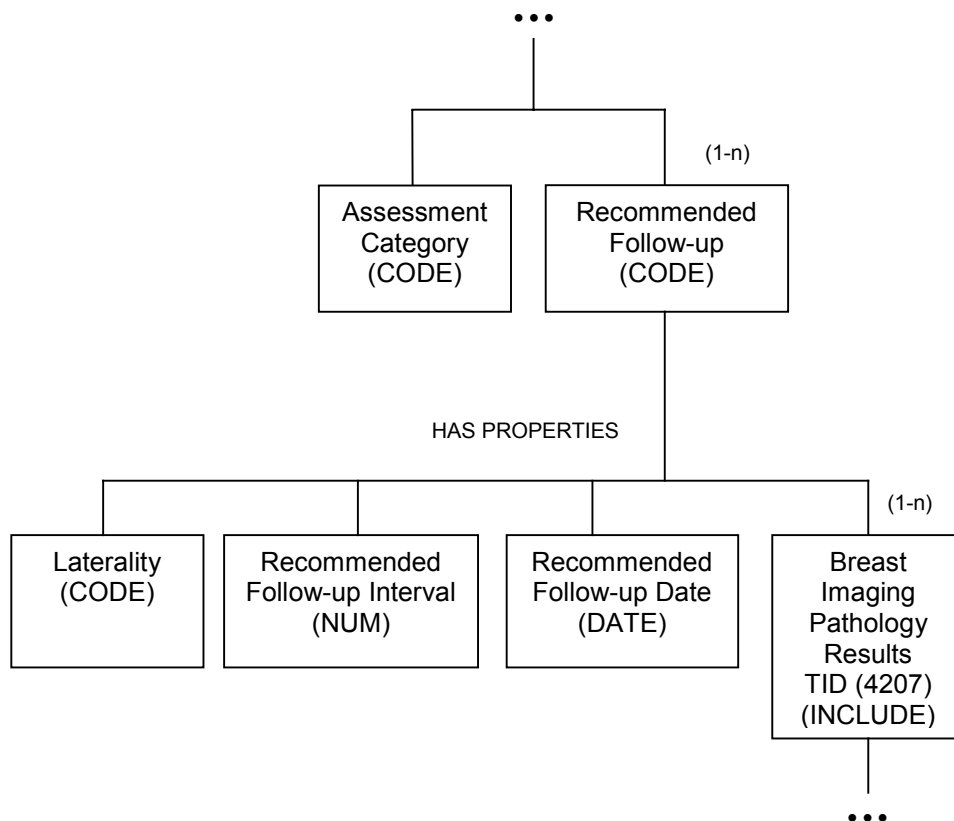 •••
(1-n)
Assessment
Category
(CODE)
Recommended
Follow-up
(CODE)
HAS PROPERTIES
(1-n)
Laterality
(CODE)
Recommended
Follow-up Interval
(NUM)
Recommended
Follow-up Date
(DATE)
Breast
Imaging
Pathology
Results
TID (4207)
(INCLUDE)
•••